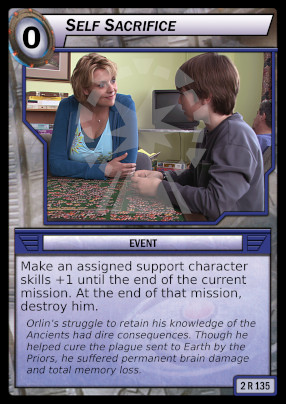 0
SELF SACRIFICE
EVENT
Make an assigned support character
skills +1 until the end of the current
mission. At the end of that mission,
destroy him.
Orlin's struggle to retain his knowledge of the
Ancients had dire consequences. Though he
helped cure the plague sent to Earth by the
Priors, he suffered permanent brain damage
and total memory loss.
2 R 135